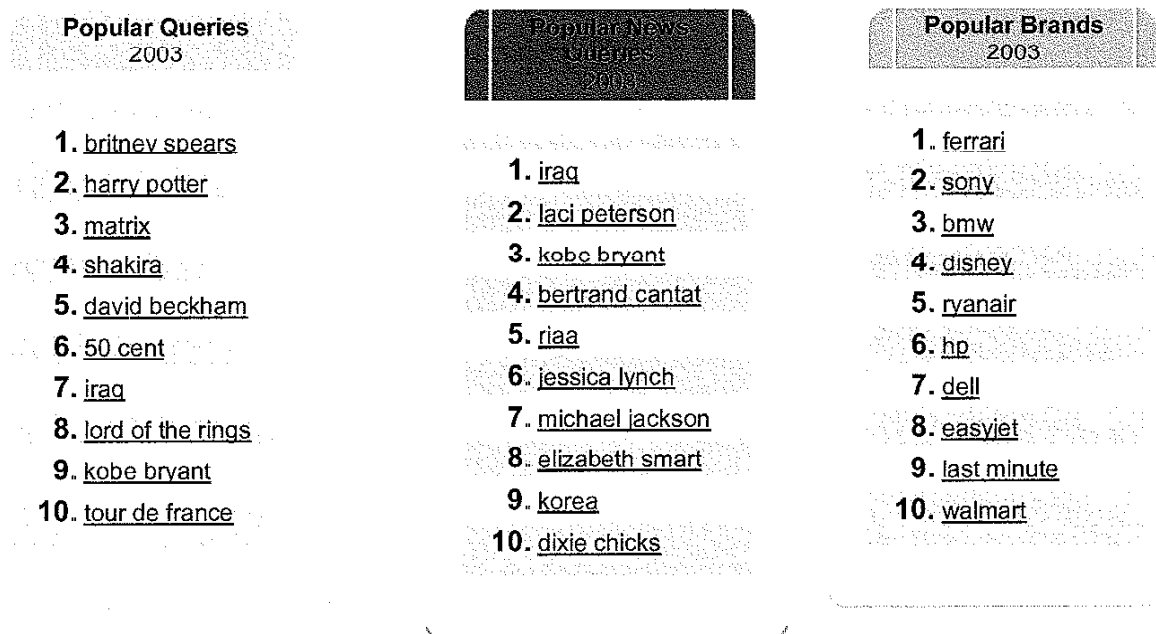 Popular Queries
2003
1. britney spears
2. harry potter
3. matrix
4. shakira
5. david beckham
6. 50 cent
7. iraq
8. lord of the rings
9. kobe bryant
10. tour de france
Popular News
Queries
2003
1. iraq
2. laci peterson
3. kobe bryant
4. bertrand cantat
5. riaa
6. jessica lynch
7. michael jackson
8. elizabeth smart
9. korea
10. dixie chicks
Popular Brands
2003
1. ferrari
2. sony
3. bmw
4. disney
5. ryanair
6. hp
7. dell
8. easyjet
9. last minute
10. walmart